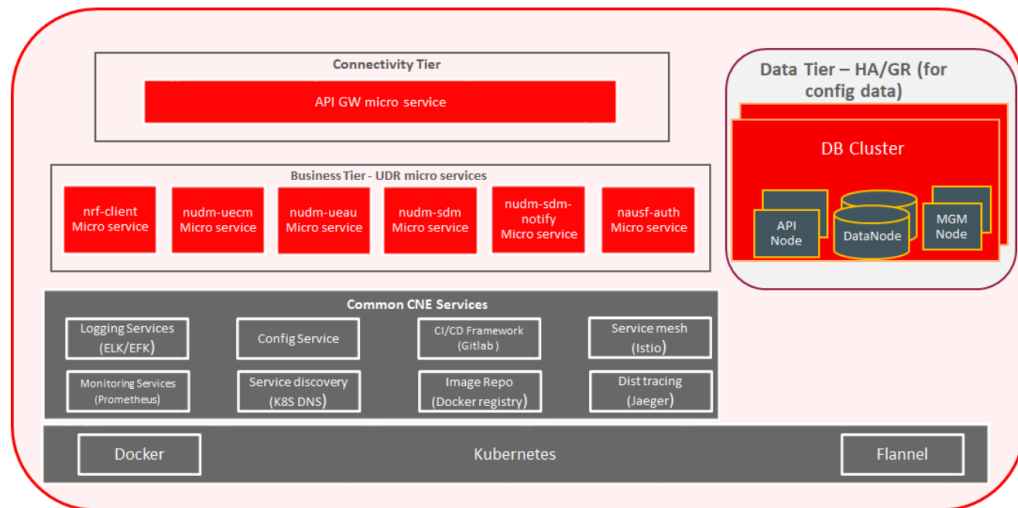 Connectivity Tier
API GW micro service
Data Tier – HA/GR (for
config data)
DB Cluster
API
Node
DataNode
MGM
Node
Business Tier - UDR micro services
nrf-client
Micro service
nudm-uecm
Micro service
nudm-ueau
Micro service
nudm-sdm
Micro service
nudm-sdm-
notify
Micro service
nausf-auth
Micro service
Common CNE Services
Logging Services
(ELK/EFK)
Config Service
CI/CD Framework
(Gitlab )
Service mesh
(Istio)
Monitoring Services
(Prometheus)
Service discovery
(K8S DNS)
Image Repo
(Docker registry)
Dist tracing
(Jaeger)
Docker
Kubernetes
Flannel